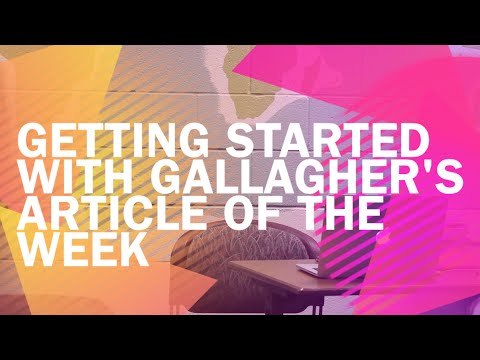 GETTING STARTED
WITH GALLAGHER'S
ARTICLE OF THE
WEEK